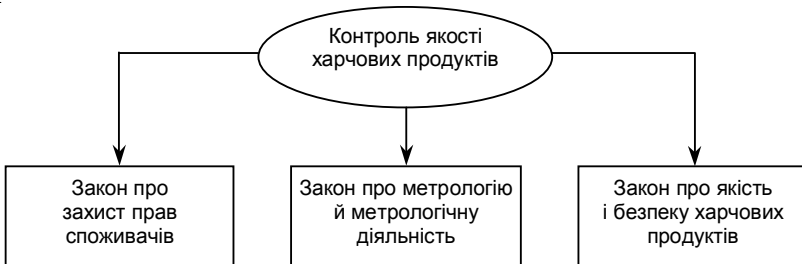 Контроль якості
харчових продуктів
Закон про
захист прав
споживачів
Закон про метрологію
й метрологічну
діяльність
Закон про якість
і безпеку харчових
продуктів